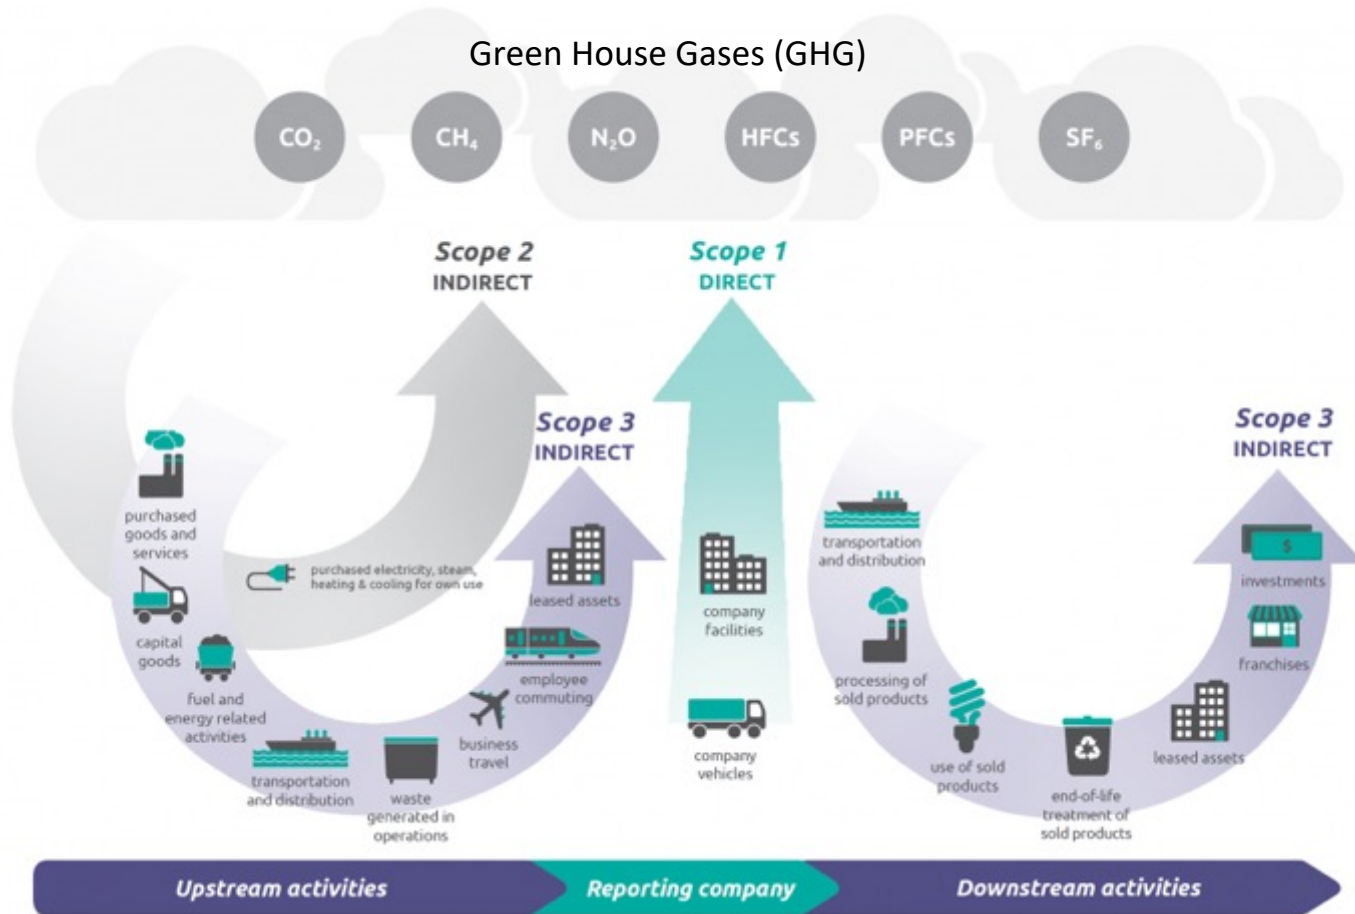 Green House Gases (GHG)
CO₂
CH₄
N₂O
HFCs
PFCs
SF₆
Scope 2
INDIRECT
Scope 1
DIRECT
Scope 3
INDIRECT
Scope 3
INDIRECT
purchased
goods and
services
capital
goods
fuel and
energy related
activities
transportation
and distribution
waste
generated in
operations
business
travel
employee
commuting
leased assets
purchased electricity, steam,
heating & cooling for own use
company
facilities
company
vehicles
transportation
and distribution
processing of
sold products
use of sold
products
end-of-life
treatment of
sold products
leased assets
franchises
$
investments
Upstream activities
Reporting company
Downstream activities